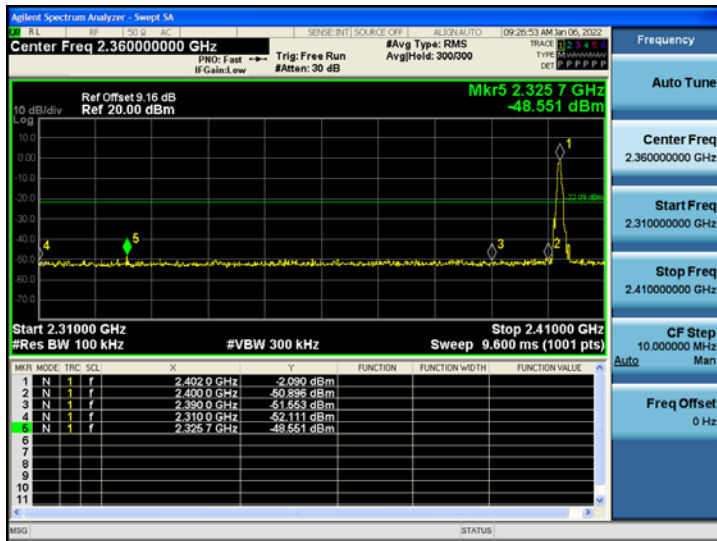 Agilent Spectrum Analyzer - Swept SA
RL RF 50 Ω AC SENSE:INT SOURCE OFF ALIGN AUTO 09:26:53 AM Jan 06, 2022
Center Freq 2.360000000 GHz #Avg Type: RMS TRACE 1 2 3 4 5 6
PNO: Fast Trig: Free Run Avg|Hold: 300/300 TYPE M
IFGain:Low #Atten: 30 dB DET P P P P P P
Frequency
Auto Tune
Center Freq
2.360000000 GHz
Start Freq
2.310000000 GHz
Stop Freq
2.410000000 GHz
CF Step
10.000000 MHz
Auto Man
Freq Offset
0 Hz
Mkr5 2.325 7 GHz
-48.551 dBm
Ref Offset 9.16 dB
10 dB/div Ref 20.00 dBm
Log
10.0
0.00
-10.0
-20.0
-30.0
-40.0
-50.0
-60.0
-70.0
1
-22.09 dBm
4 5 3 2
Start 2.31000 GHz Stop 2.41000 GHz
#Res BW 100 kHz #VBW 300 kHz Sweep 9.600 ms (1001 pts)
MKR MODE TRC SCL X Y FUNCTION FUNCTION WIDTH FUNCTION VALUE
1 N 1 f 2.402 0 GHz -2.090 dBm
2 N 1 f 2.400 0 GHz -50.896 dBm
3 N 1 f 2.390 0 GHz -51.553 dBm
4 N 1 f 2.310 0 GHz -52.111 dBm
5 N 1 f 2.325 7 GHz -48.551 dBm
6
7
8
9
10
11
MSG STATUS